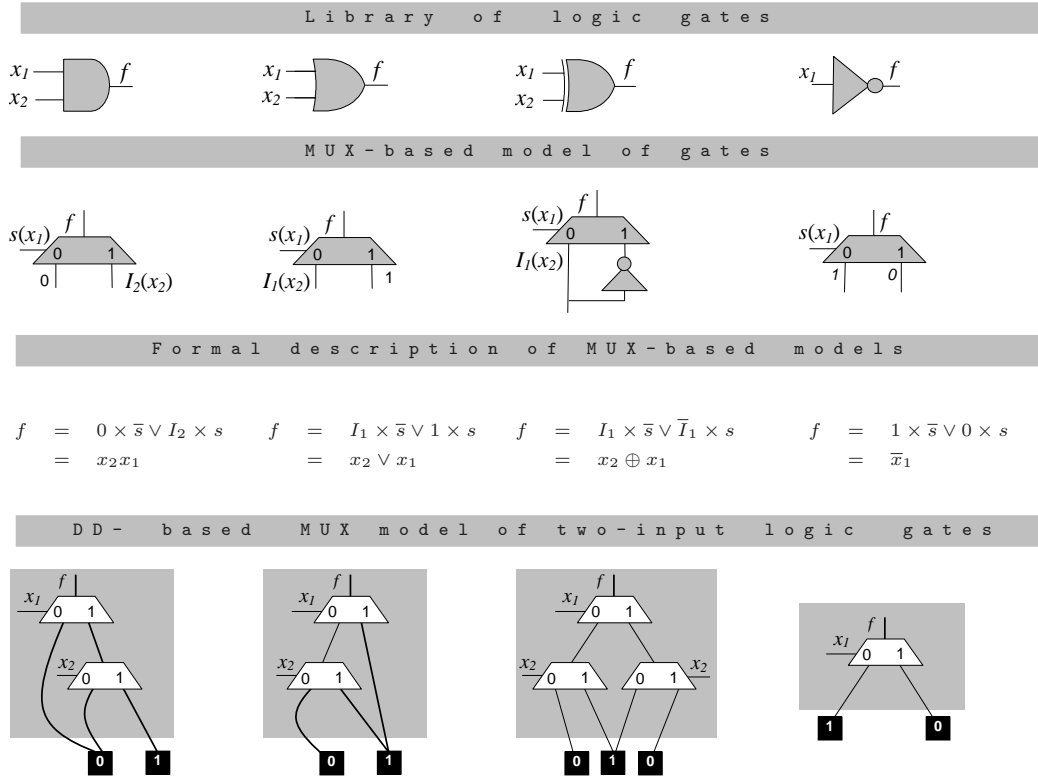 Library of logic gates
x1 f x1 f x1 f x1 f
x2 x2 x2
MUX-based model of gates
f f f f
s(x1) s(x1) s(x1) s(x1)
0 1 0 1 0 1 0 1
0 I2(x2) I1(x2) 1 I1(x2) 1 0
Formal description of MUX-based models
f = 0 × s̅ ∨ I2 × s f = I1 × s̅ ∨ 1 × s f = I1 × s̅ ∨ I̅1 × s f = 1 × s̅ ∨ 0 × s
= x2x1 = x2 ∨ x1 = x2 ⊕ x1 = x̅1
DD- based MUX model of two-input logic gates
f f f f
x1 0 1 x1 0 1 x1 0 1 x1 0 1
x2 0 1 x2 0 1 x2 0 1 0 1 x2
0 1 0 1 0 1 0 1 0